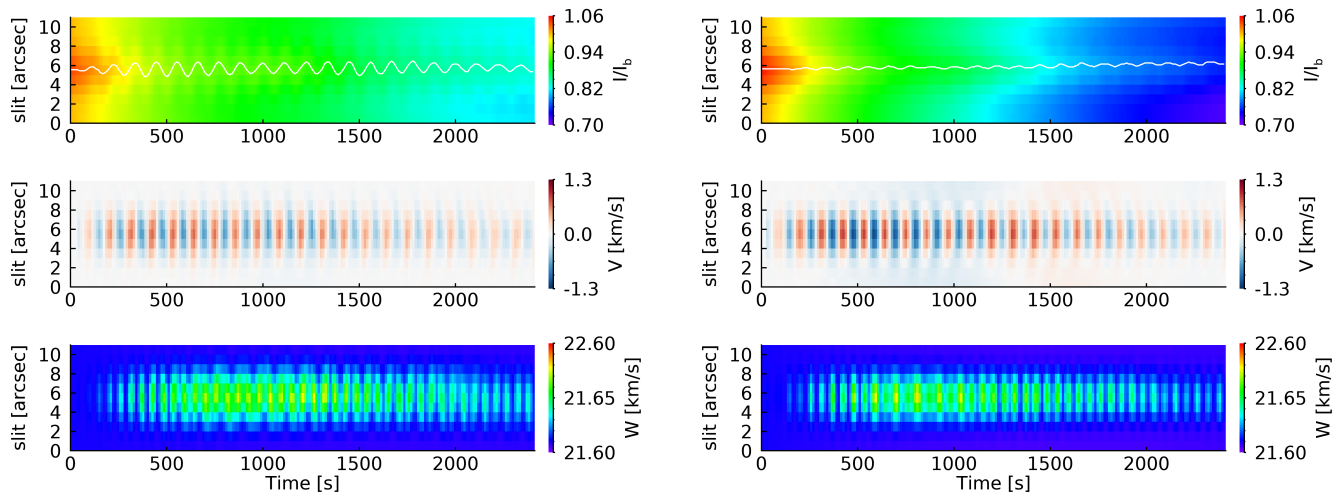 10 8 6 4 2 0
slit [arcsec]
0 500 1000 1500 2000
1.06 0.94 0.82 0.70
I/I_b
10 8 6 4 2 0
slit [arcsec]
0 500 1000 1500 2000
1.06 0.94 0.82 0.70
I/I_b
10 8 6 4 2 0
slit [arcsec]
0 500 1000 1500 2000
1.3 0.0 -1.3
V [km/s]
10 8 6 4 2 0
slit [arcsec]
0 500 1000 1500 2000
1.3 0.0 -1.3
V [km/s]
10 8 6 4 2 0
slit [arcsec]
0 500 1000 1500 2000
Time [s]
22.60 21.65 21.60
W [km/s]
10 8 6 4 2 0
slit [arcsec]
0 500 1000 1500 2000
Time [s]
22.60 21.65 21.60
W [km/s]